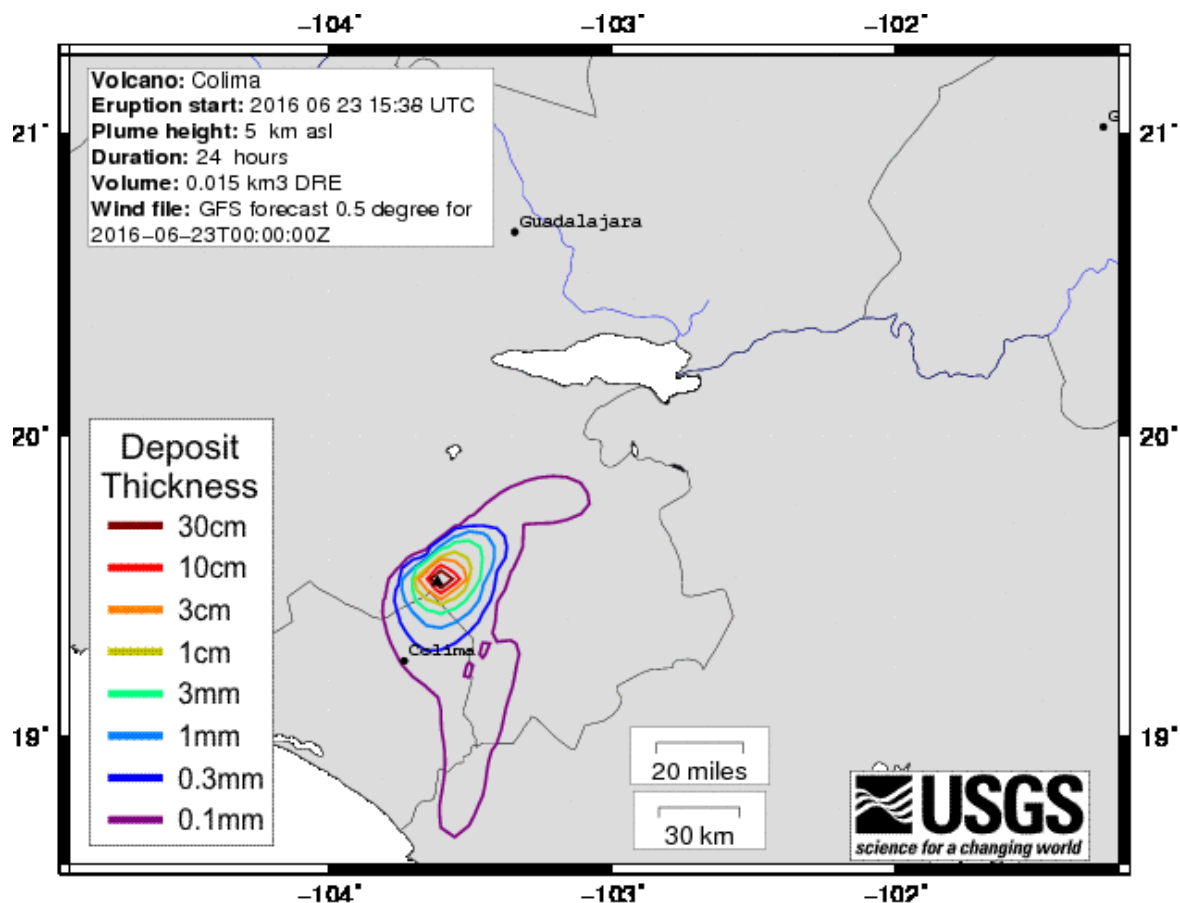 −104˚
−103˚
−102˚
Volcano: Colima
Eruption start: 2016 06 23 15:38 UTC
Plume height: 5 km asl
Duration: 24 hours
Volume: 0.015 km3 DRE
Wind file: GFS forecast 0.5 degree for
2016−06−23T00:00:00Z
G
21˚
21˚
Guadalajara
20˚
20˚
Deposit
Thickness
30cm
10cm
3cm
1cm
3mm
1mm
0.3mm
0.1mm
Colima
19˚
19˚
20 miles
30 km
USGS
science for a changing world
−104˚
−103˚
−102˚